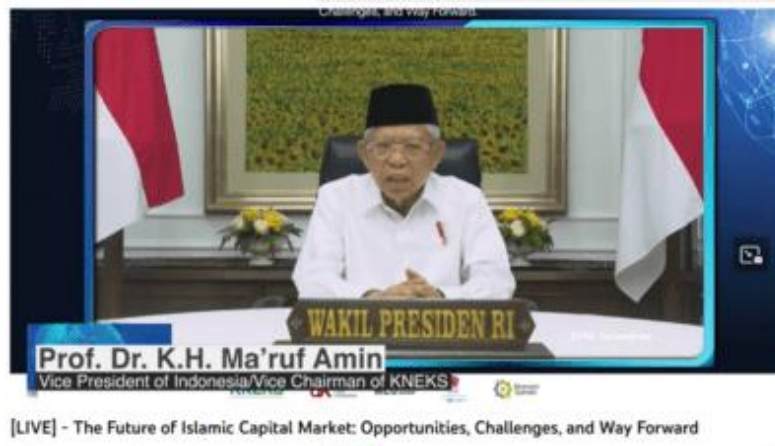 Challenges, and Way Forward.
WAKIL PRESIDEN RI
Prof. Dr. K.H. Ma'ruf Amin
Vice President of Indonesia/Vice Chairman of KNEKS
KNEKS
[LIVE] - The Future of Islamic Capital Market: Opportunities, Challenges, and Way Forward